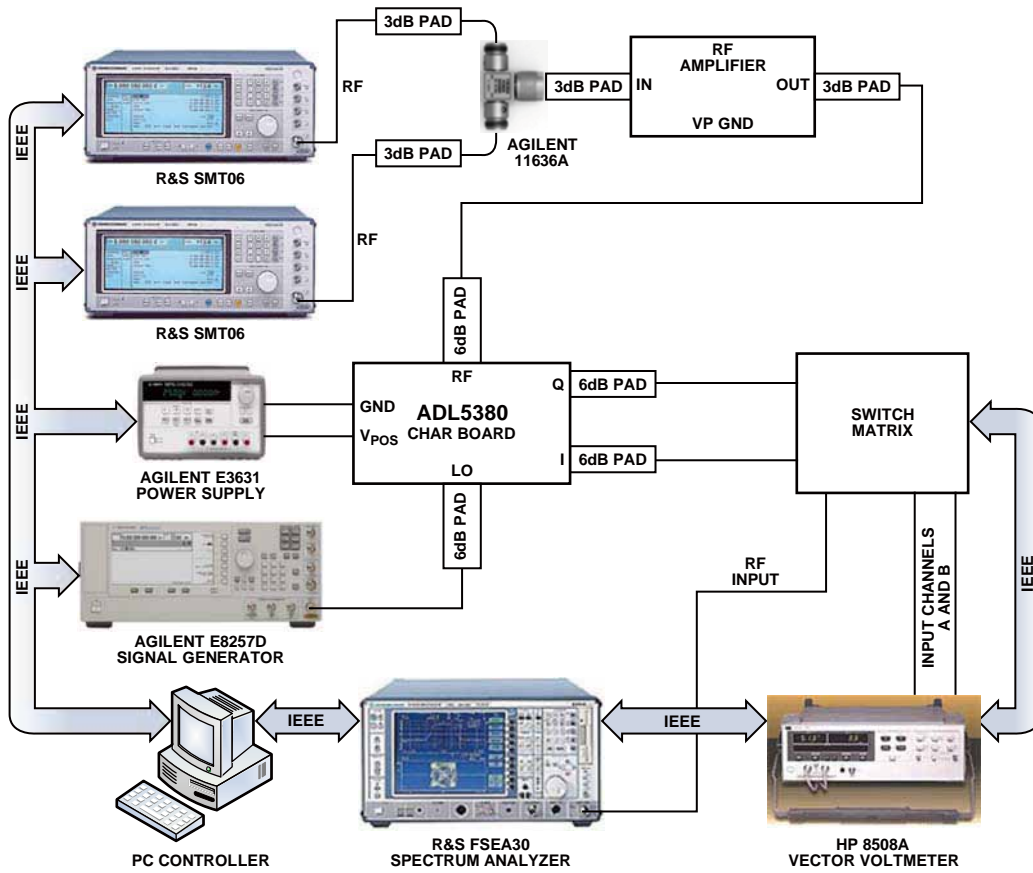 3dB PAD
RF
AMPLIFIER
3dB PAD
IN
OUT
3dB PAD
VP GND
RF
AGILENT
11636A
3dB PAD
IEEE
R&S SMT06
RF
IEEE
R&S SMT06
6dB PAD
RF
Q
6dB PAD
GND
ADL5380
CHAR BOARD
SWITCH
MATRIX
IEEE
VPOS
I
6dB PAD
LO
AGILENT E3631
POWER SUPPLY
6dB PAD
RF
INPUT
INPUT CHANNELS
A AND B
IEEE
IEEE
AGILENT E8257D
SIGNAL GENERATOR
IEEE
IEEE
PC CONTROLLER
R&S FSEA30
SPECTRUM ANALYZER
HP 8508A
VECTOR VOLTMETER